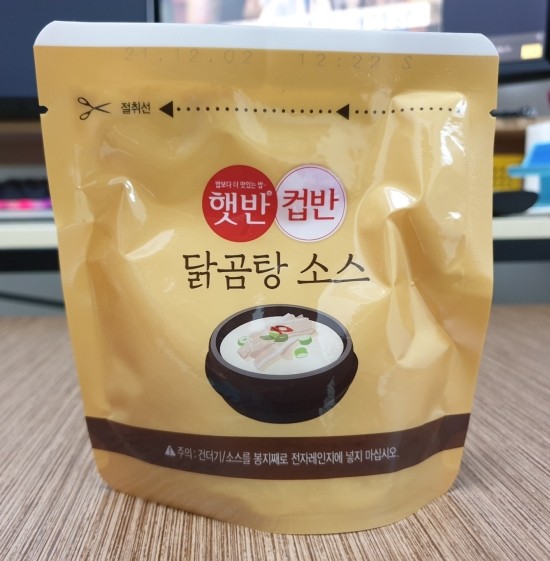 21.12.02 12:22 S
절취선
밥보다 더 맛있는 밥
햇반® 컵반
닭곰탕 소스
주의 : 건더기/소스를 봉지째로 전자레인지에 넣지 마십시오.